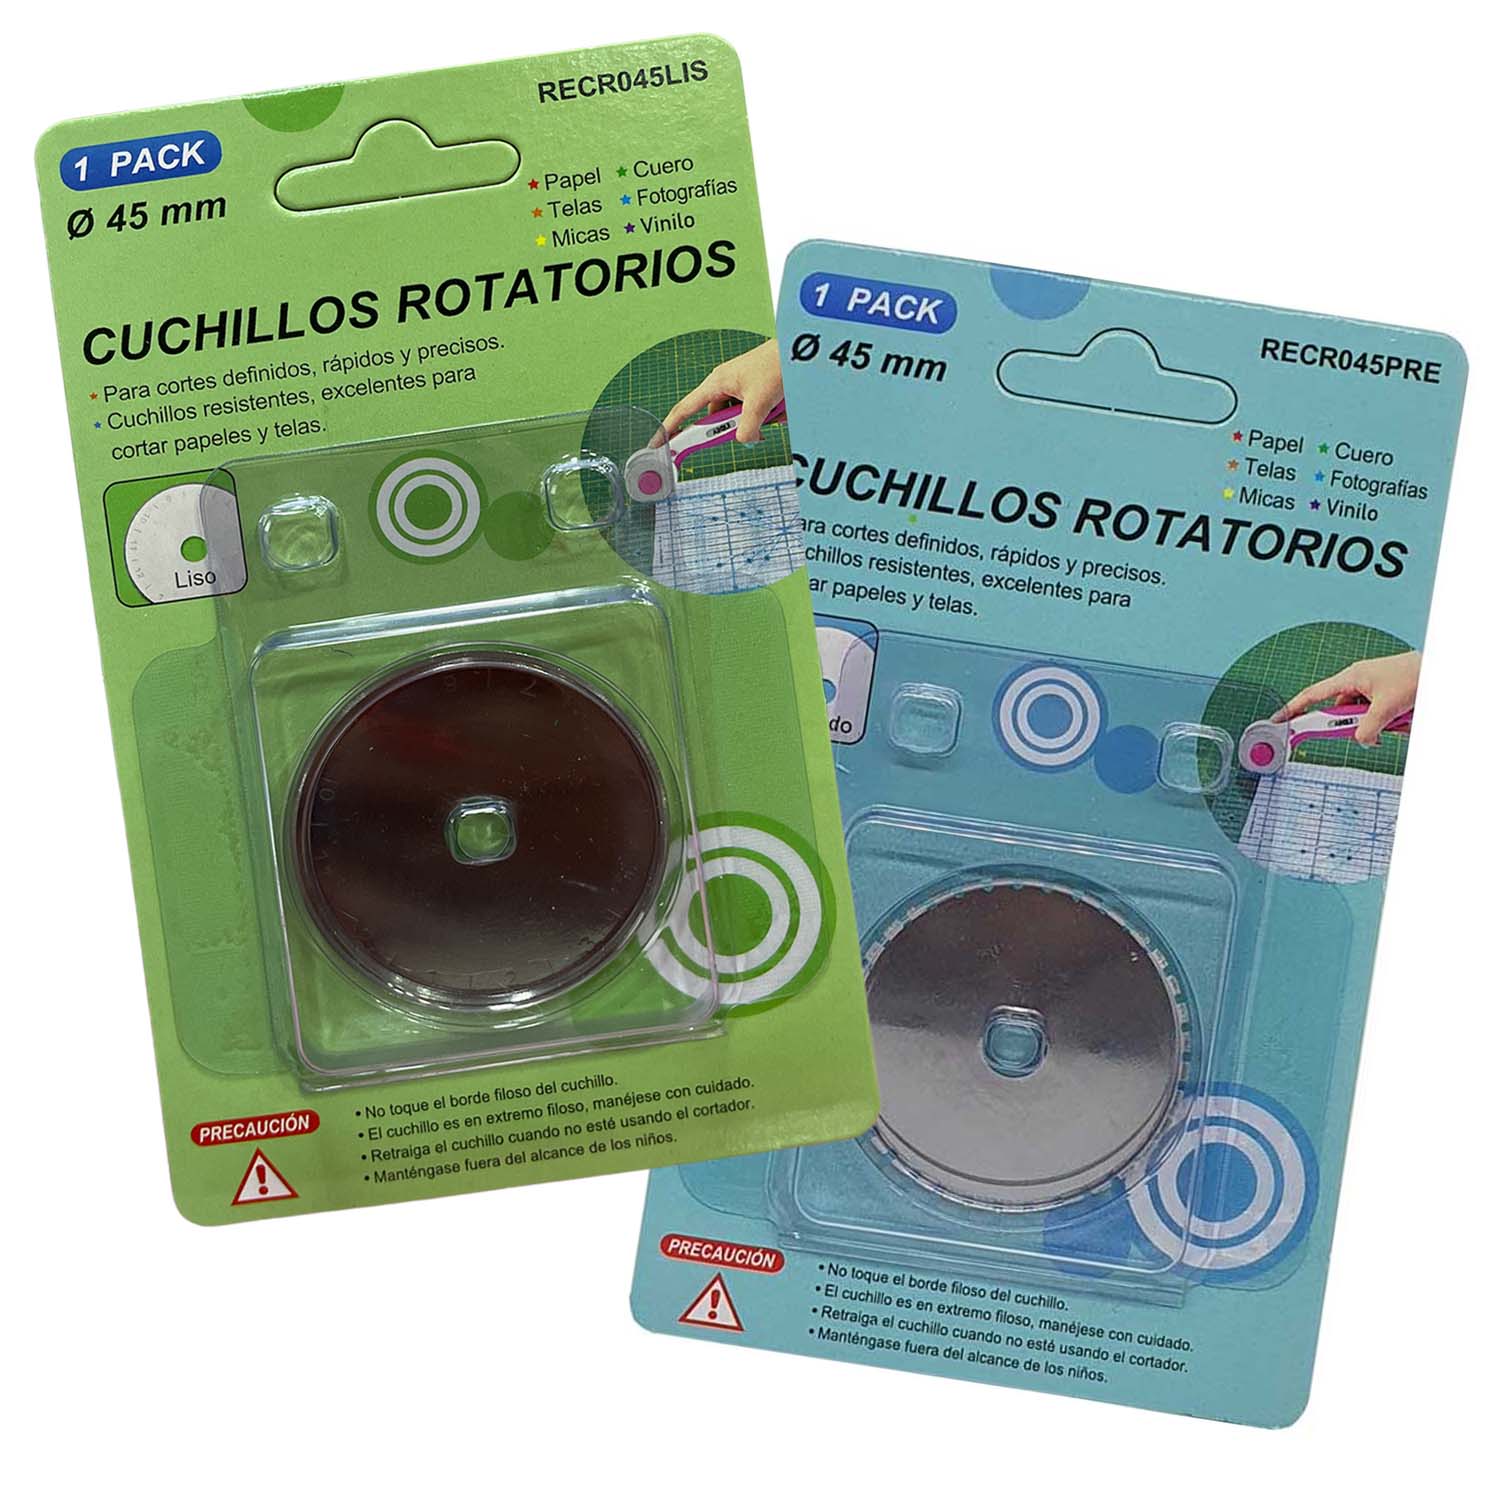 RECR045LIS
1 PACK
Ø 45 mm
Papel
Cuero
Telas
Fotografías
Micas
Vinilo
CUCHILLOS ROTATORIOS
Para cortes definidos, rápidos y precisos.
Cuchillos resistentes, excelentes para
cortar papeles y telas.
Liso
PRECAUCIÓN
• No toque el borde filoso del cuchillo.
• El cuchillo es en extremo filoso, manéjese con cuidado.
• Retraiga el cuchillo cuando no esté usando el cortador.
• Manténgase fuera del alcance de los niños.
1 PACK
Ø 45 mm
RECR045PRE
Papel
Cuero
Telas
Fotografías
Micas
Vinilo
CUCHILLOS ROTATORIOS
ara cortes definidos, rápidos y precisos.
chillos resistentes, excelentes para
ar papeles y telas.
do
PRECAUCIÓN
• No toque el borde filoso del cuchillo.
• El cuchillo es en extremo filoso, manéjese con cuidado.
• Retraiga el cuchillo cuando no esté usando el cortador.
• Manténgase fuera del alcance de los niños.